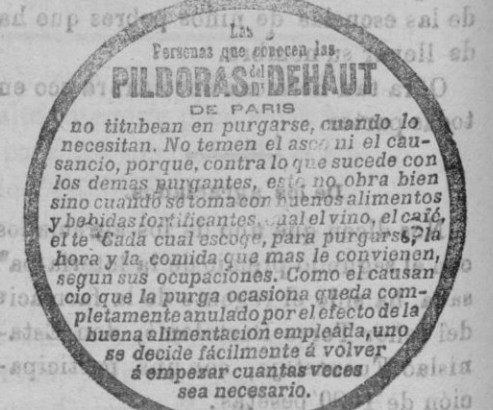 Las
Personas que conocen las
PILDORAS del Dr DEHAUT
DE PARIS
no titubean en purgarse, cuando lo
necesitan. No temen el asco ni el cau-
sancio, porque, contra lo que sucede con
los demas purgantes, este no obra bien
sino cuando se toma con buenos alimentos
y bebidas fortificantes, cual el vino, el café,
el te Cada cual escoge, para purgarse, la
hora y la comida que mas le convienen,
segun sus ocupaciones. Como el causan
cio que la purga ocasiona queda com-
pletamente anulado por el efecto de la
buena alimentacion empleada, uno
se decide fácilmente á volver
á empezar cuantas veces
sea necesario.